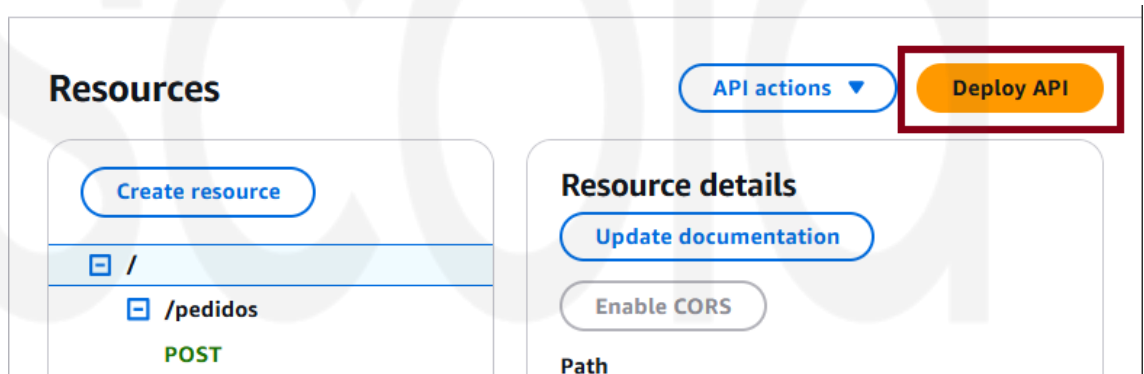 Resources
API actions
Deploy API
Create resource
/
/pedidos
POST
Resource details
Update documentation
Enable CORS
Path